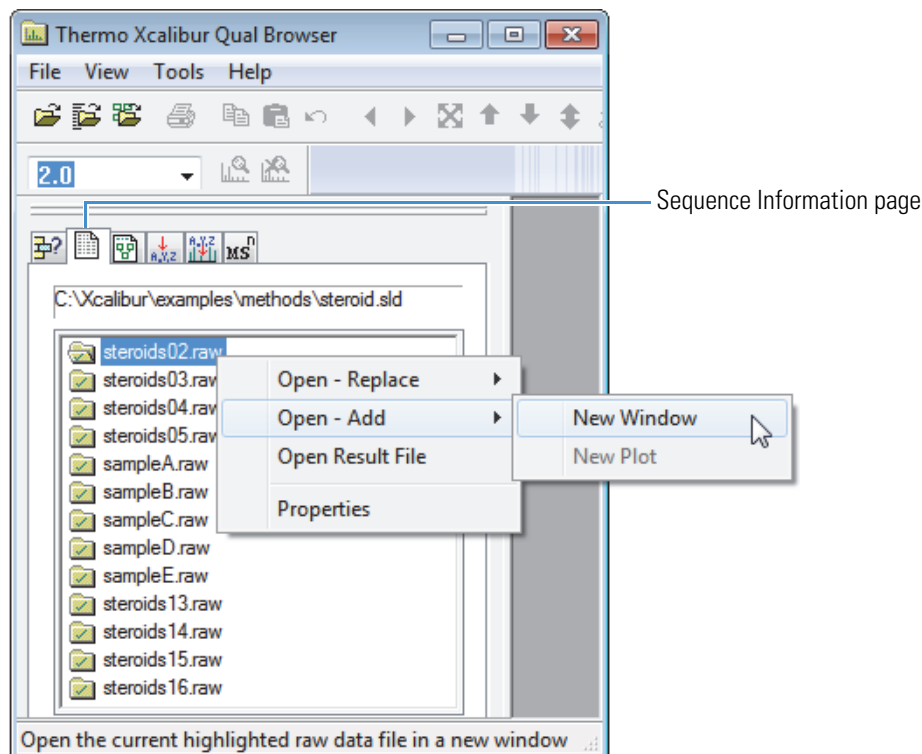 Thermo Xcalibur Qual Browser
File View Tools Help
2.0
Sequence Information page
C:\Xcalibur\examples\methods\steroid.sld
steroids02.raw
steroids03.raw
steroids04.raw
steroids05.raw
sampleA.raw
sampleB.raw
sampleC.raw
sampleD.raw
sampleE.raw
steroids13.raw
steroids14.raw
steroids15.raw
steroids16.raw
Open - Replace
Open - Add
Open Result File
Properties
New Window
New Plot
Open the current highlighted raw data file in a new window